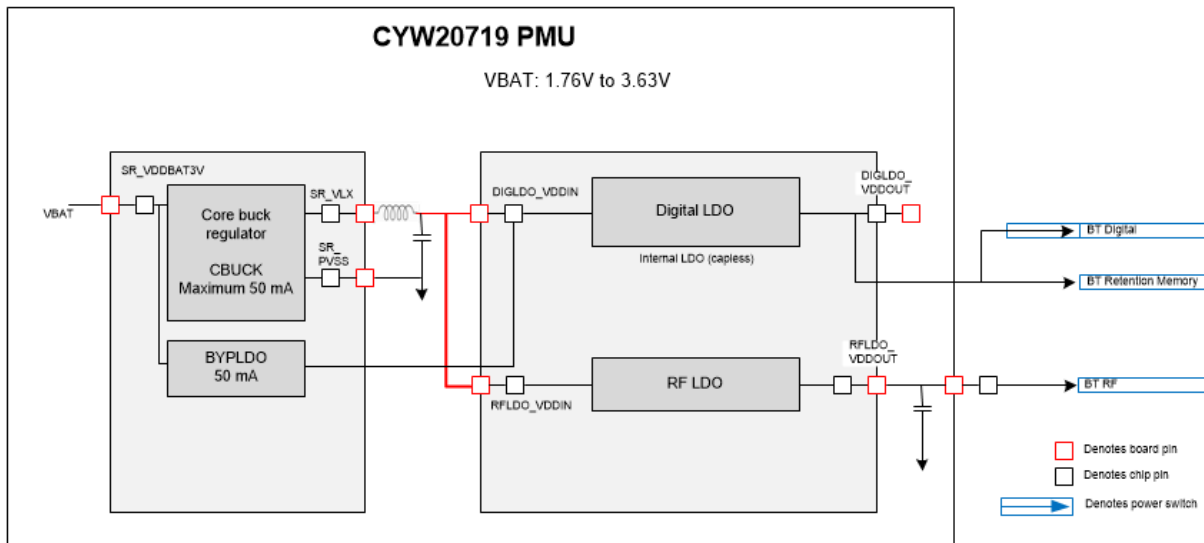 CYW20719 PMU
VBAT: 1.76V to 3.63V
SR_VDDBAT3V
VBAT
Core buck
regulator
CBUCK
Maximum 50 mA
SR_VLX
SR_
PVSS
BYPLDO
50 mA
DIGLDO_VDDIN
Digital LDO
Internal LDO (capless)
DIGLDO_
VDDOUT
BT Digital
BT Retention Memory
RFLDO_VDDIN
RF LDO
RFLDO_
VDDOUT
BT RF
Denotes board pin
Denotes chip pin
Denotes power switch